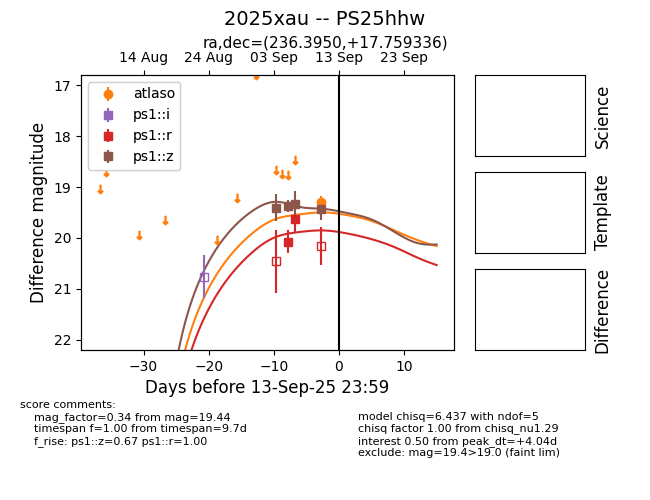 2025xau -- PS25hhw
ra,dec=(236.3950,+17.759336)
14 Aug 24 Aug 03 Sep 13 Sep 23 Sep
17
18
19
20
21
22
Difference magnitude
atlaso
ps1::i
ps1::r
ps1::z
−30 −20 −10 0 10
Days before 13-Sep-25 23:59
Science
Template
Difference
score comments:
mag_factor=0.34 from mag=19.44
timespan f=1.00 from timespan=9.7d
f_rise: ps1::z=0.67 ps1::r=1.00
model chisq=6.437 with ndof=5
chisq factor 1.00 from chisq_nu1.29
interest 0.50 from peak_dt=+4.04d
exclude: mag=19.4>19.0 (faint lim)